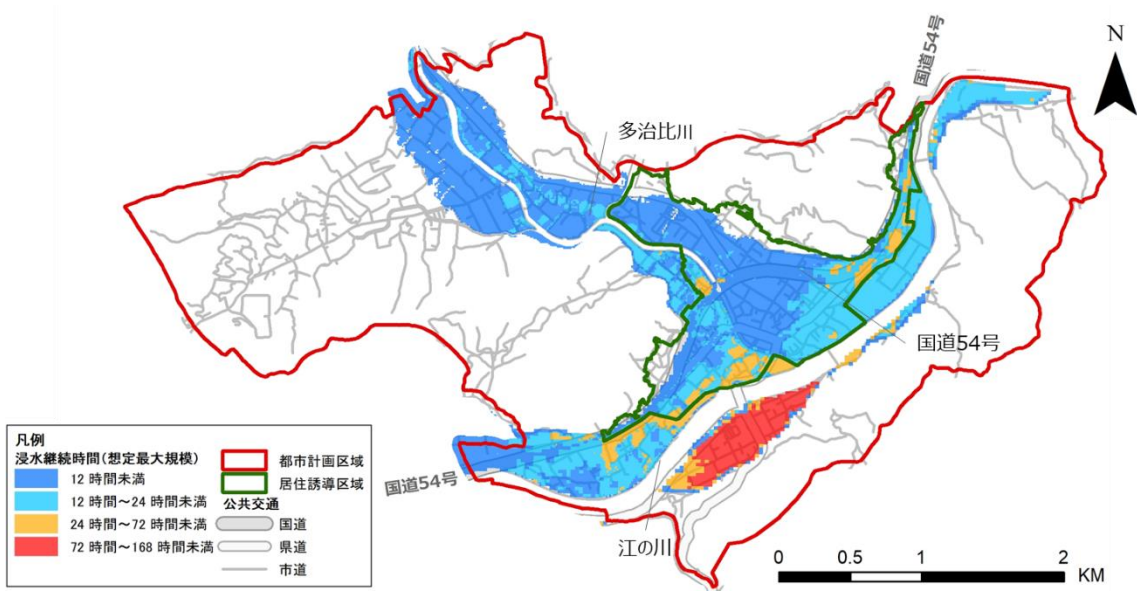 国道54号
N
多治比川
国道54号
国道54号
江の川
凡例
浸水継続時間(想定最大規模)
12 時間未満
12 時間～24 時間未満
24 時間～72 時間未満
72 時間～168 時間未満
都市計画区域
居住誘導区域
公共交通
国道
県道
市道
0 0.5 1 2
KM